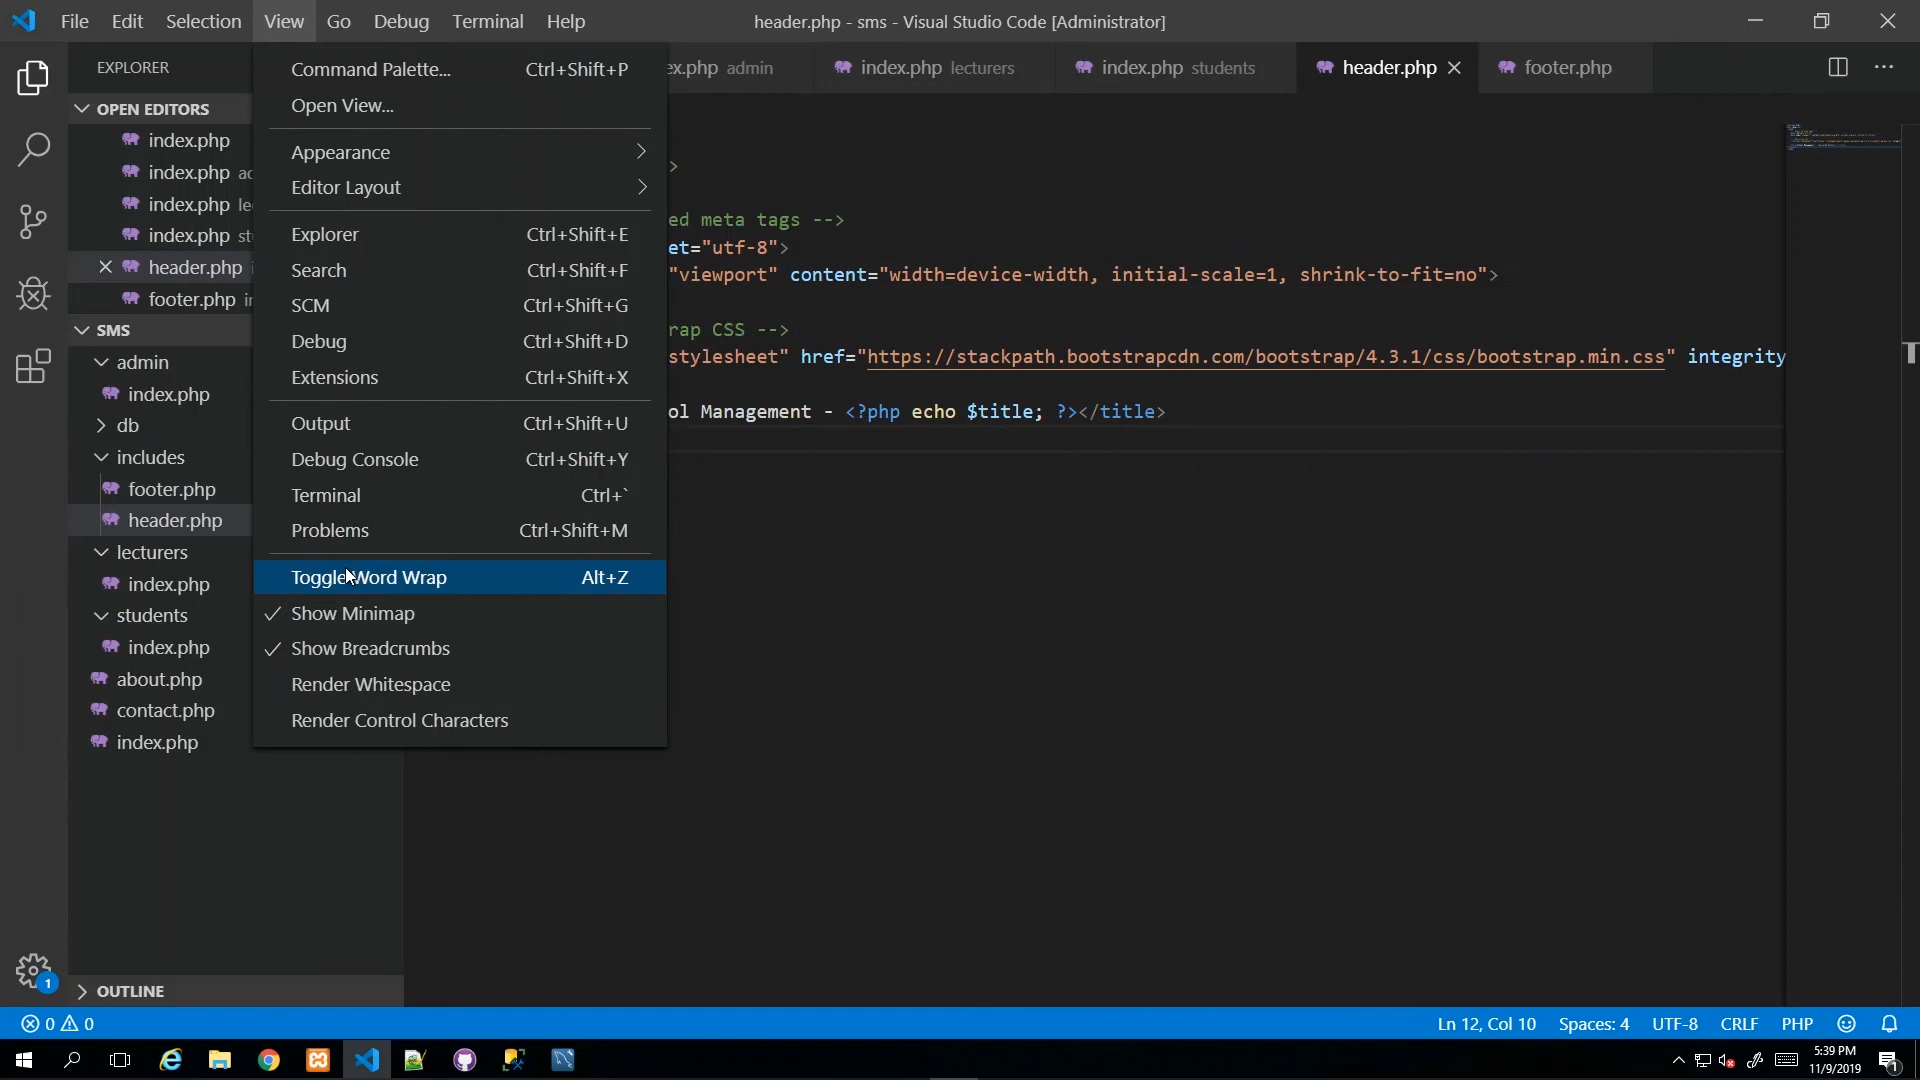 File Edit Selection View Go Debug Terminal Help header.php - sms - Visual Studio Code [Administrator]
EXPLORER
ex.php admin index.php lecturers index.php students header.php footer.php
OPEN EDITORS
index.php
index.php
index.php le
index.php st
header.php
footer.php
SMS
admin
index.php
db
includes
footer.php
header.php
lecturers
index.php
students
index.php
about.php
contact.php
index.php
OUTLINE
Command Palette... Ctrl+Shift+P
Open View...
Appearance
Editor Layout
Explorer Ctrl+Shift+E
Search Ctrl+Shift+F
SCM Ctrl+Shift+G
Debug Ctrl+Shift+D
Extensions Ctrl+Shift+X
Output Ctrl+Shift+U
Debug Console Ctrl+Shift+Y
Terminal Ctrl+`
Problems Ctrl+Shift+M
Toggle Word Wrap Alt+Z
Show Minimap
Show Breadcrumbs
Render Whitespace
Render Control Characters
>
ed meta tags -->
et="utf-8">
"viewport" content="width=device-width, initial-scale=1, shrink-to-fit=no">
rap CSS -->
stylesheet" href="https://stackpath.bootstrapcdn.com/bootstrap/4.3.1/css/bootstrap.min.css" integrity
ol Management - <?php echo $title; ?></title>
1
0 0 Ln 12, Col 10 Spaces: 4 UTF-8 CRLF PHP
5:39 PM
11/9/2019
1